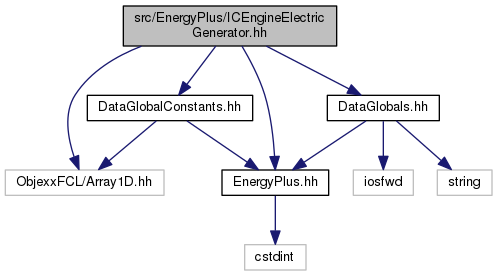 src/EnergyPlus/ICEngineElectric
Generator.hh
DataGlobalConstants.hh
DataGlobals.hh
ObjexxFCL/Array1D.hh
EnergyPlus.hh
iosfwd
string
cstdint